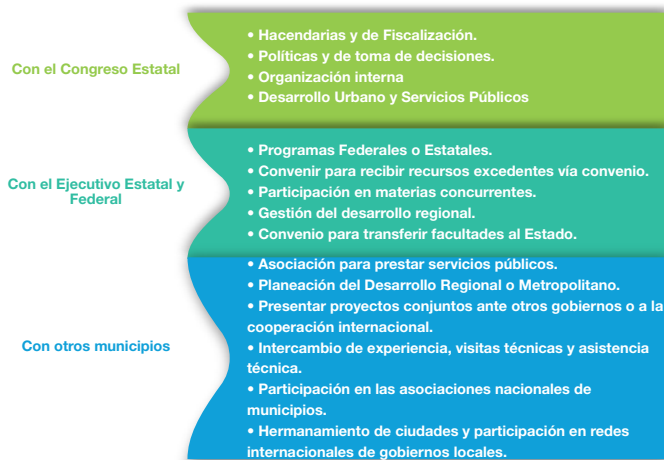 Con el Congreso Estatal
• Hacendarias y de Fiscalización.
• Políticas y de toma de decisiones.
• Organización interna
• Desarrollo Urbano y Servicios Públicos
Con el Ejecutivo Estatal y
Federal
• Programas Federales o Estatales.
• Convenir para recibir recursos excedentes vía convenio.
• Participación en materias concurrentes.
• Gestión del desarrollo regional.
• Convenio para transferir facultades al Estado.
Con otros municipios
• Asociación para prestar servicios públicos.
• Planeación del Desarrollo Regional o Metropolitano.
• Presentar proyectos conjuntos ante otros gobiernos o a la
cooperación internacional.
• Intercambio de experiencia, visitas técnicas y asistencia
técnica.
• Participación en las asociaciones nacionales de
municipios.
• Hermanamiento de ciudades y participación en redes
internacionales de gobiernos locales.